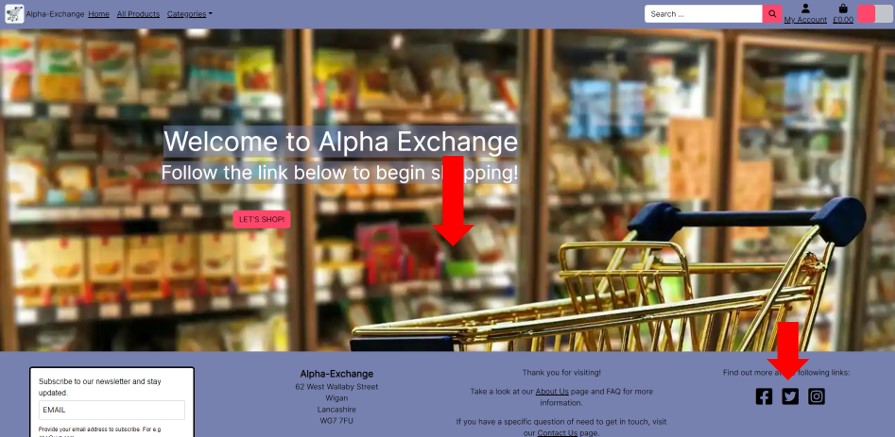 Alpha-Exchange Home All Products Categories
Search ...
My Account £0.00
Welcome to Alpha Exchange
Follow the link below to begin shopping!
LET'S SHOP!
Subscribe to our newsletter and stay
updated.
EMAIL
Provide your email address to subscribe. For e.g
Alpha-Exchange
62 West Wallaby Street
Wigan
Lancashire
WG7 7FU
Thank you for visiting!
Take a look at our About Us page and FAQ for more
information.
If you have a specific question of need to get in touch, visit
our Contact Us page.
Find out more at following links: